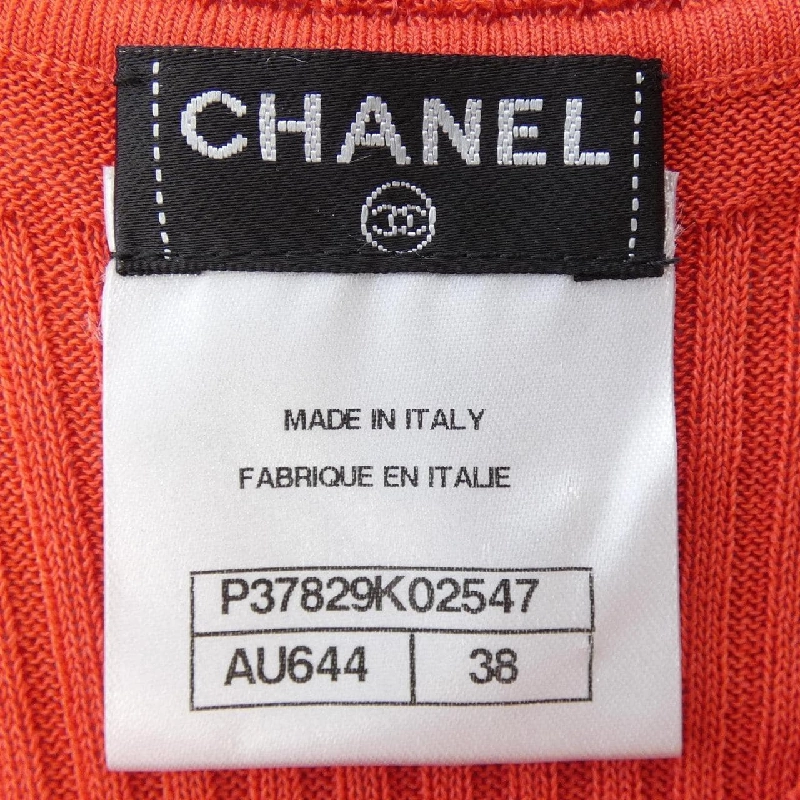 CHANEL
MADE IN ITALY
FABRIQUE EN ITALIE
P37829K02547
AU644 38